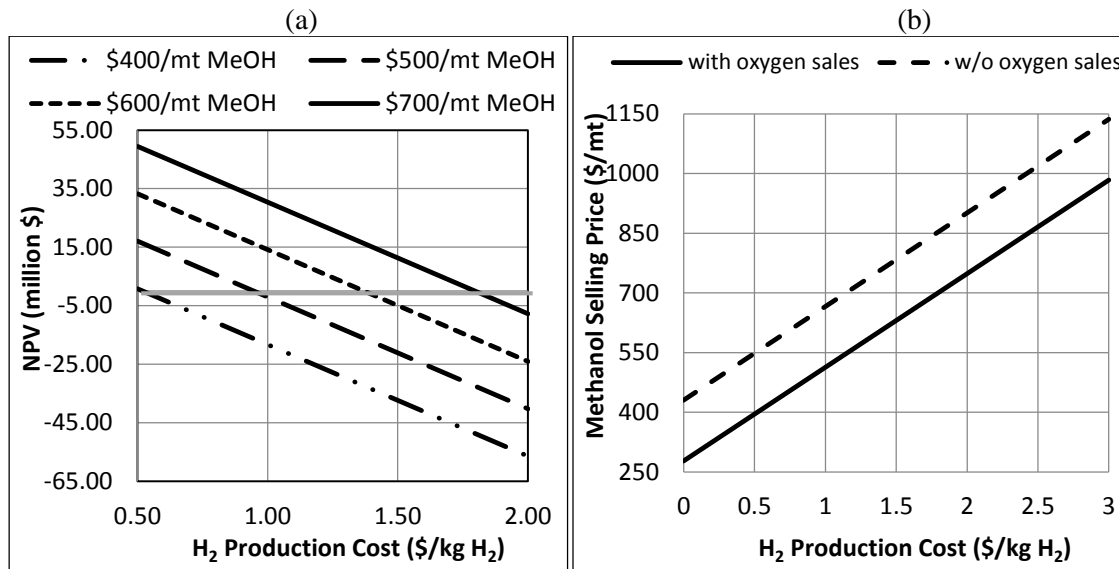 (a)
$400/mt MeOH $500/mt MeOH
$600/mt MeOH $700/mt MeOH
55.00
35.00
15.00
-5.00
-25.00
-45.00
-65.00
NPV (million $)
0.50 1.00 1.50 2.00
H₂ Production Cost ($/kg H₂)
(b)
with oxygen sales w/o oxygen sales
1150
1000
850
700
550
400
250
Methanol Selling Price ($/mt)
0 0.5 1 1.5 2 2.5 3
H₂ Production Cost ($/kg H₂)